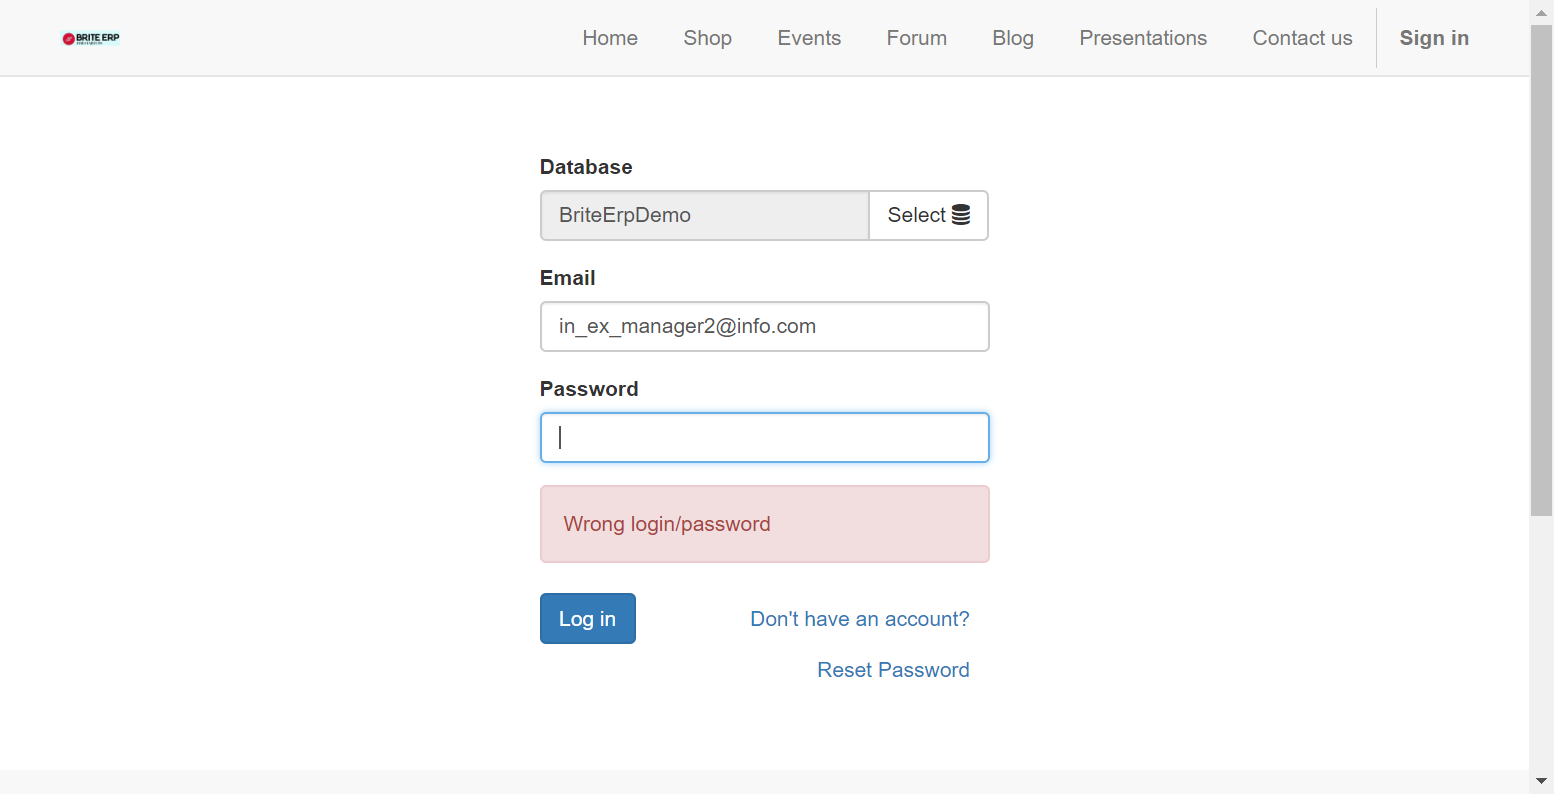 BRITE ERP
Home Shop Events Forum Blog Presentations Contact us Sign in
Database
BriteErpDemo Select
Email
in_ex_manager2@info.com
Password
Wrong login/password
Log in Don't have an account?
Reset Password